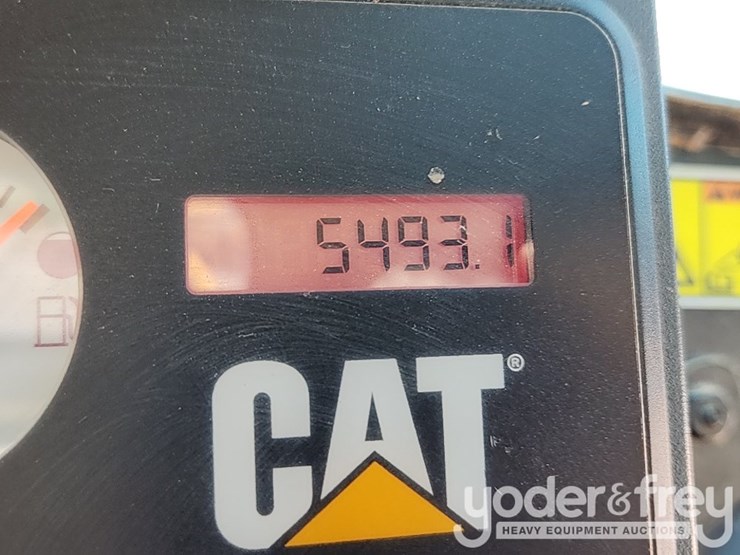 5493.1
CAT®
yoder&frey
HEAVY EQUIPMENT AUCTIONS